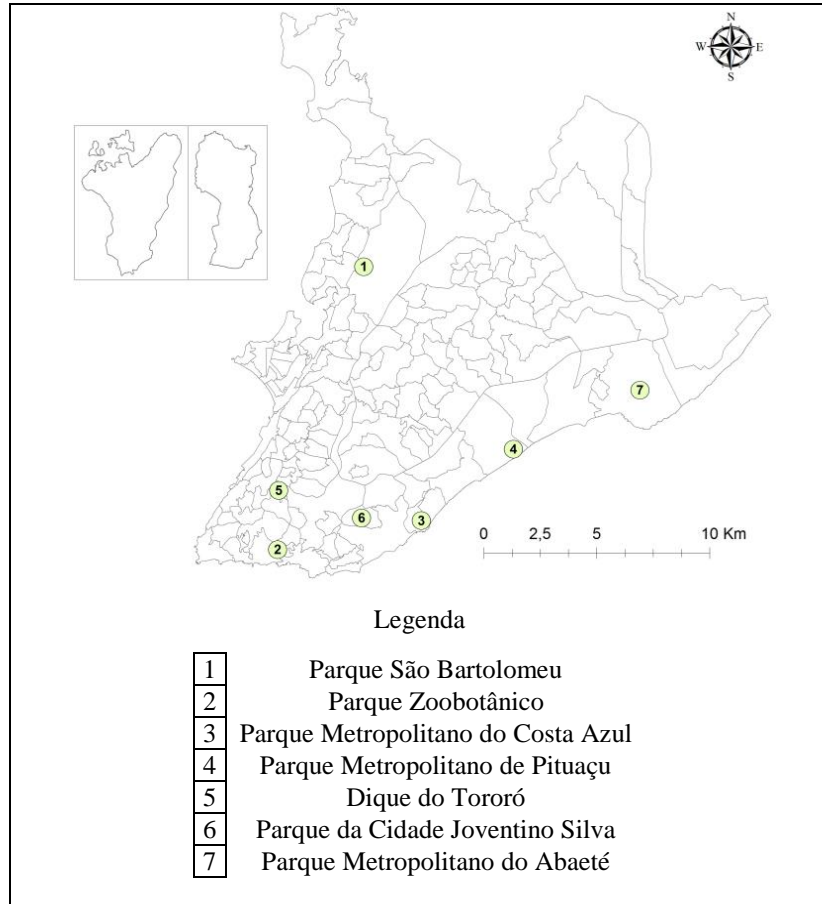 N
W E
S
1
7
4
5
6
3
2
0 2,5 5 10 Km
Legenda
1 Parque São Bartolomeu
2 Parque Zoobotânico
3 Parque Metropolitano do Costa Azul
4 Parque Metropolitano de Pituaçu
5 Dique do Tororó
6 Parque da Cidade Joventino Silva
7 Parque Metropolitano do Abaeté